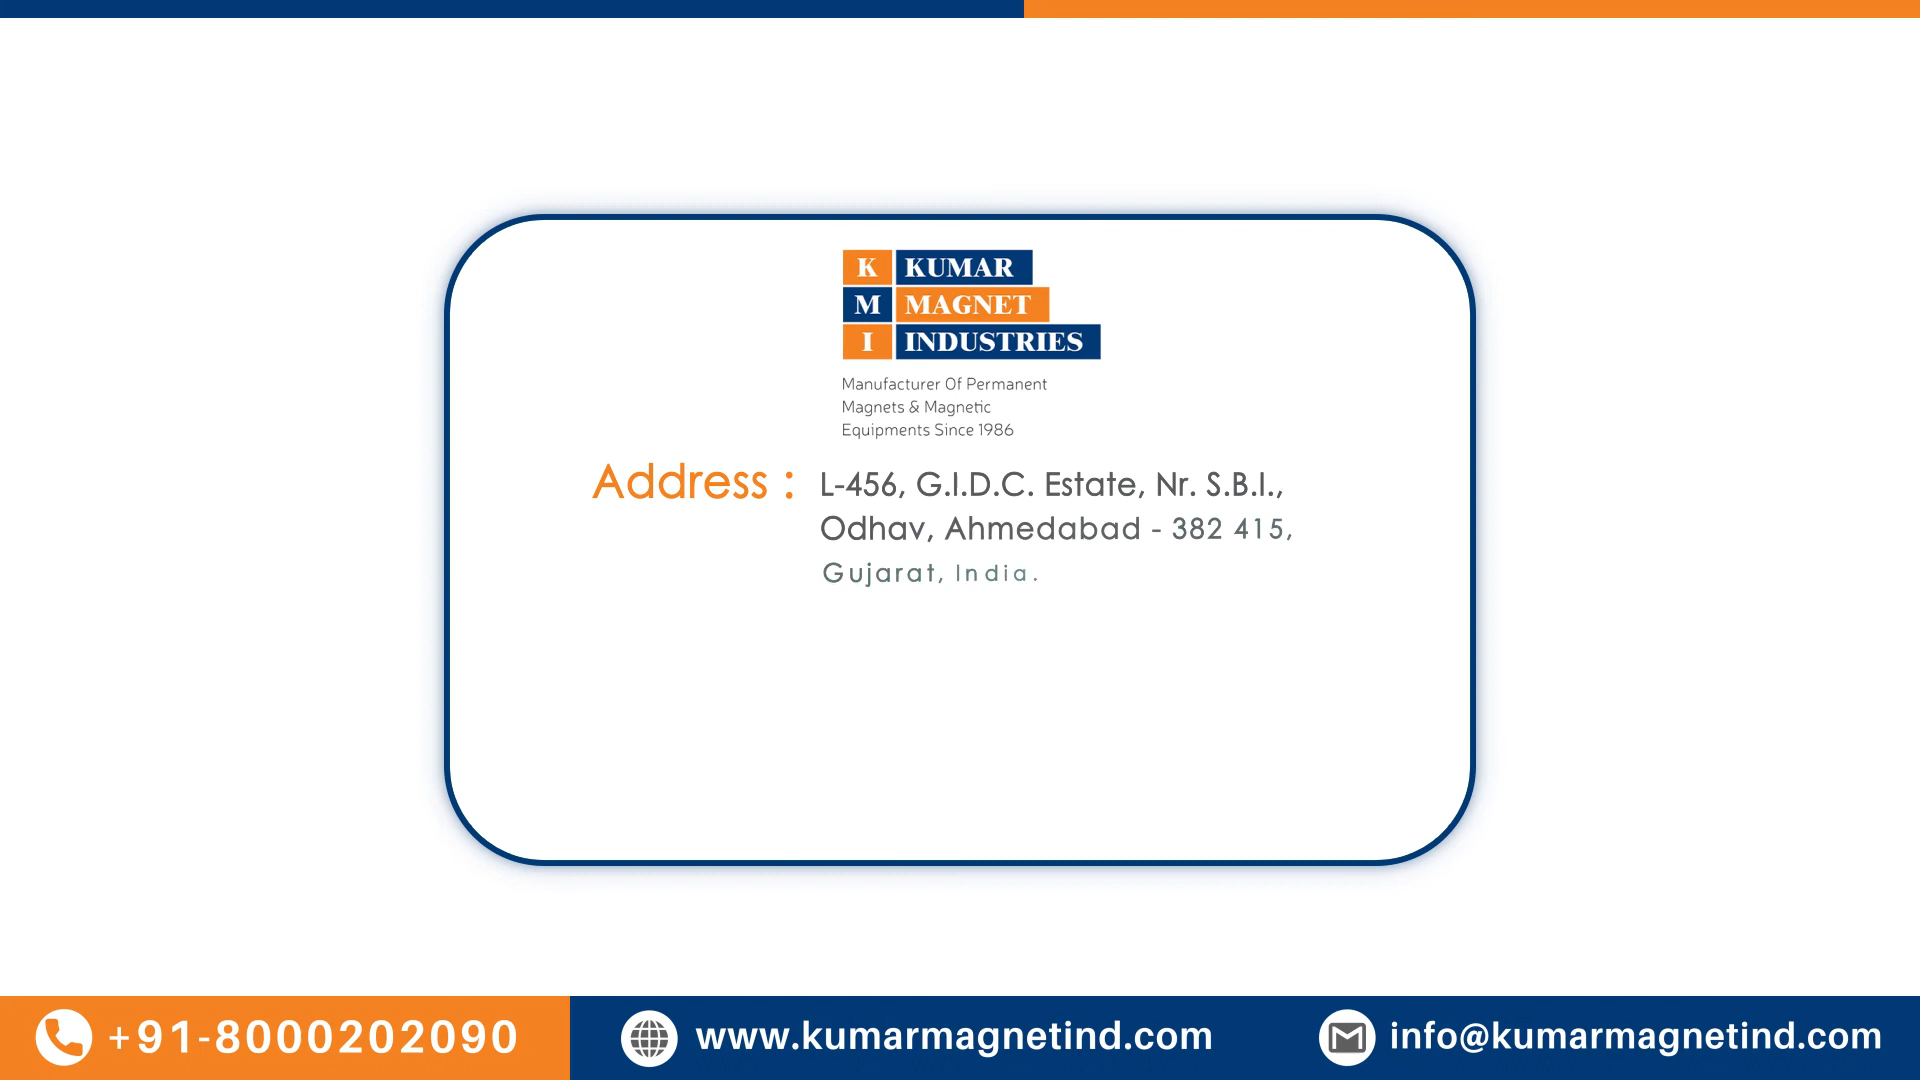 K KUMAR
M MAGNET
I INDUSTRIES
Manufacturer Of Permanent
Magnets & Magnetic
Equipments Since 1986
Address : L-456, G.I.D.C. Estate, Nr. S.B.I.,
Odhav, Ahmedabad - 382 415,
Gujarat, India.
+91-8000202090 www.kumarmagnetind.com info@kumarmagnetind.com